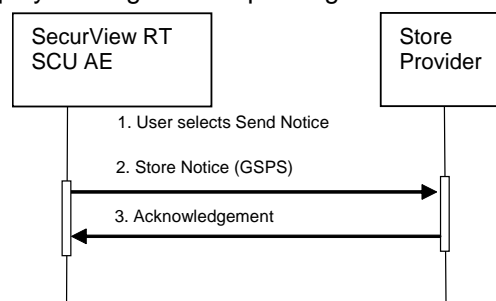 SecurView RT
SCU AE
Store
Provider
1. User selects Send Notice
2. Store Notice (GSPS)
3. Acknowledgement